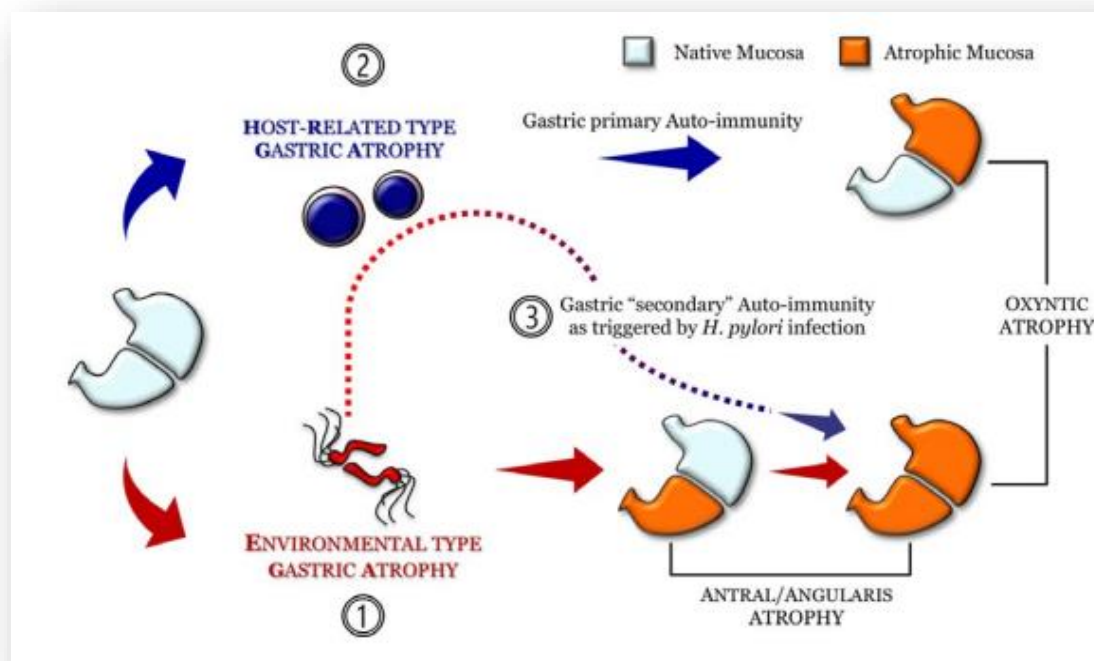 ②
Native Mucosa
Atrophic Mucosa
HOST-RELATED TYPE
GASTRIC ATROPHY
Gastric primary Auto-immunity
③ Gastric “secondary” Auto-immunity
as triggered by H. pylori infection
OXYNTIC
ATROPHY
ENVIRONMENTAL TYPE
GASTRIC ATROPHY
①
ANTRAL/ANGULARIS
ATROPHY